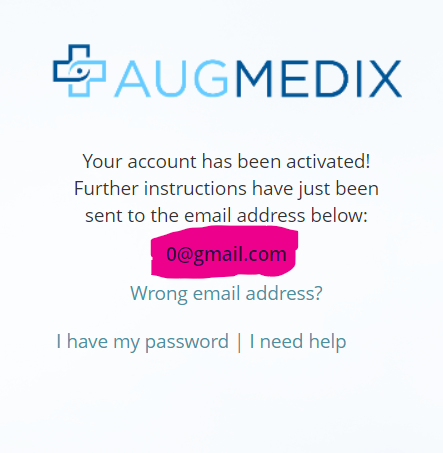 AUGMEDIX
Your account has been activated!
Further instructions have just been
sent to the email address below:
0@gmail.com
Wrong email address?
I have my password | I need help